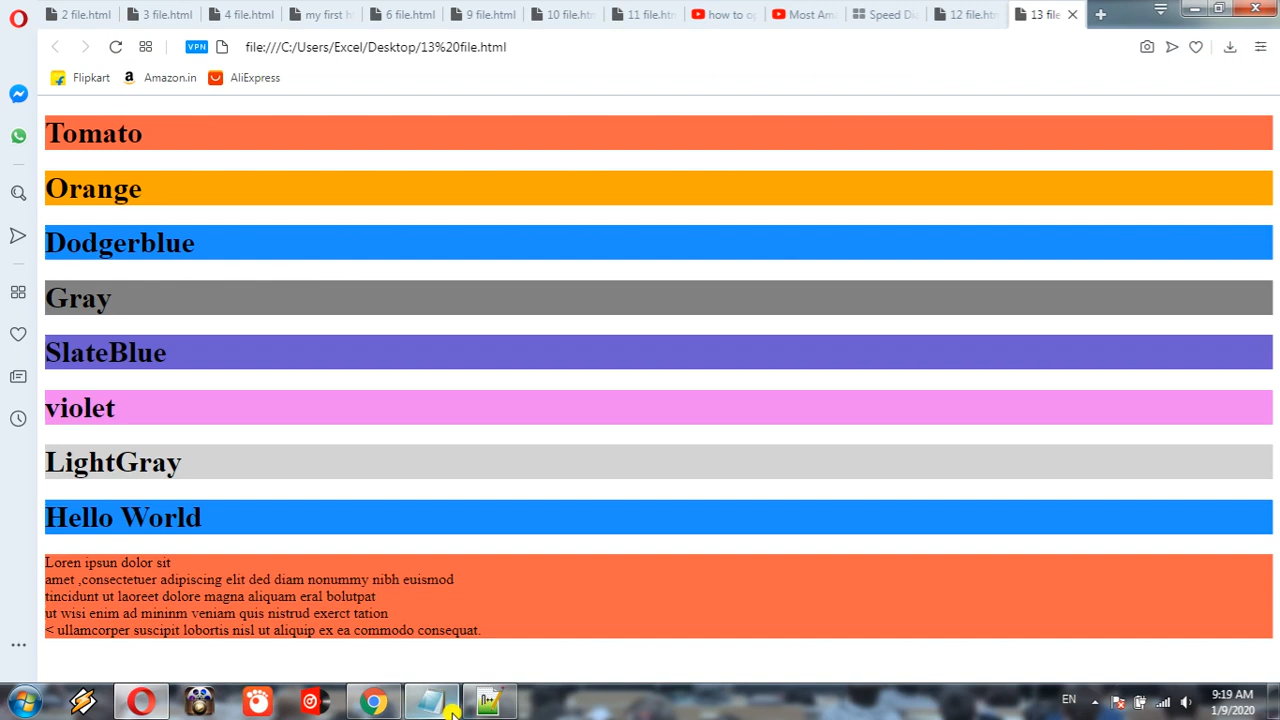 2 file.html
3 file.html
4 file.html
my first h
6 file.html
9 file.html
10 file.htm
11 file.htm
how to op
Most Ama
Speed Dia
12 file.htm
13 file
VPN
file:///C:/Users/Excel/Desktop/13%20file.html
Flipkart
Amazon.in
AliExpress
Tomato
Orange
Dodgerblue
Gray
SlateBlue
violet
LightGray
Hello World
Loren ipsun dolor sit
amet ,consectetuer adipiscing elit ded diam nonummy nibh euismod
tincidunt ut laoreet dolore magna aliquam eral bolutpat
ut wisi enim ad mininm veniam quis nistrud exerct tation
< ullamcorper suscipit lobortis nisl ut aliquip ex ea commodo consequat.
EN
9:19 AM
1/9/2020